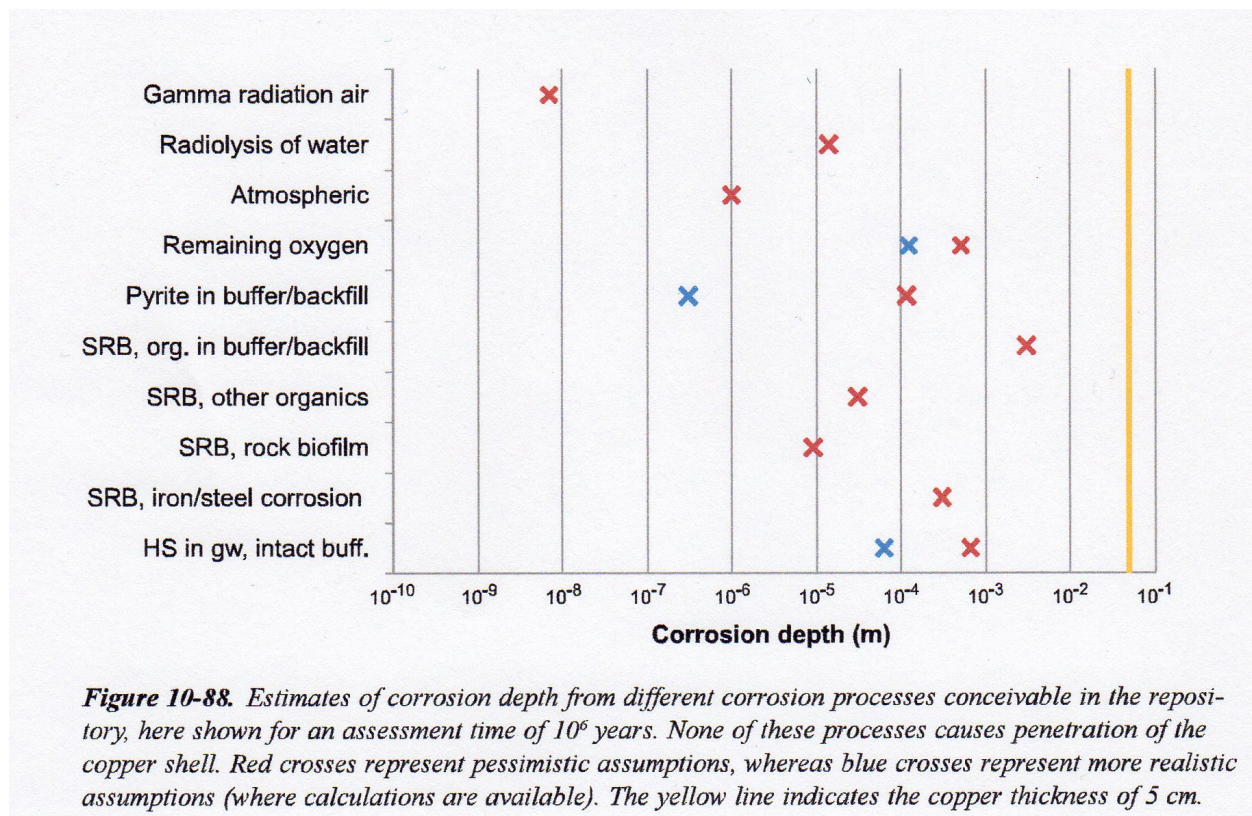 Gamma radiation air
Radiolysis of water
Atmospheric
Remaining oxygen
Pyrite in buffer/backfill
SRB, org. in buffer/backfill
SRB, other organics
SRB, rock biofilm
SRB, iron/steel corrosion
HS in gw, intact buff.
10⁻¹⁰ 10⁻⁹ 10⁻⁸ 10⁻⁷ 10⁻⁶ 10⁻⁵ 10⁻⁴ 10⁻³ 10⁻² 10⁻¹
Corrosion depth (m)
Figure 10-88. Estimates of corrosion depth from different corrosion processes conceivable in the reposi-
tory, here shown for an assessment time of 10⁶ years. None of these processes causes penetration of the
copper shell. Red crosses represent pessimistic assumptions, whereas blue crosses represent more realistic
assumptions (where calculations are available). The yellow line indicates the copper thickness of 5 cm.